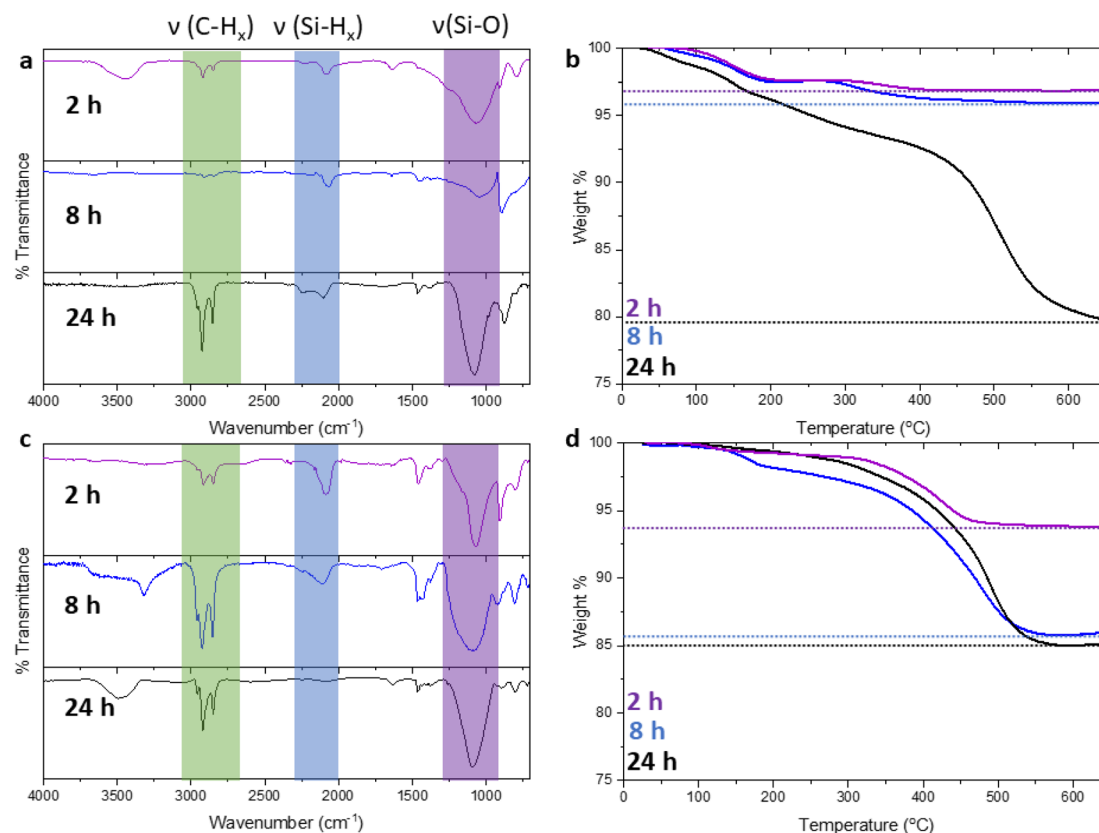 ν (C-Hₓ) ν (Si-Hₓ) ν(Si-O)
a
2 h
8 h
24 h
% Transmittance
4000 3500 3000 2500 2000 1500 1000
Wavenumber (cm⁻¹)
b
100
95
90
85
80
75
Weight %
2 h
8 h
24 h
0 100 200 300 400 500 600
Temperature (°C)
c
2 h
8 h
24 h
% Transmittance
4000 3500 3000 2500 2000 1500 1000
Wavenumber (cm⁻¹)
d
100
95
90
85
80
75
Weight %
2 h
8 h
24 h
0 100 200 300 400 500 600
Temperature (°C)